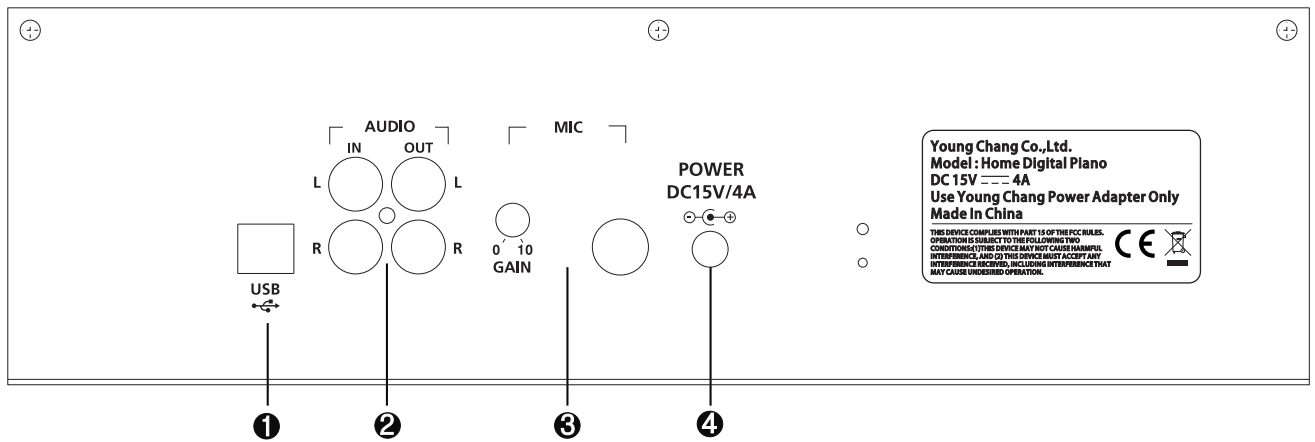 AUDIO
IN OUT
L L
R R
USB
MIC
0 10
GAIN
POWER
DC15V/4A
Young Chang Co.,Ltd.
Model : Home Digital Piano
DC 15V 4A
Use Young Chang Power Adapter Only
Made In China
THIS DEVICE COMPLIES WITH PART 15 OF THE FCC RULES.
OPERATION IS SUBJECT TO THE FOLLOWING TWO
CONDITIONS:(1)THIS DEVICE MAY NOT CAUSE HARMFUL
INTERFERENCE, AND (2) THIS DEVICE MUST ACCEPT ANY
INTERFERENCE RECEIVED, INCLUDING INTERFERENCE THAT
MAY CAUSE UNDESIRED OPERATION.
CE
1 2 3 4